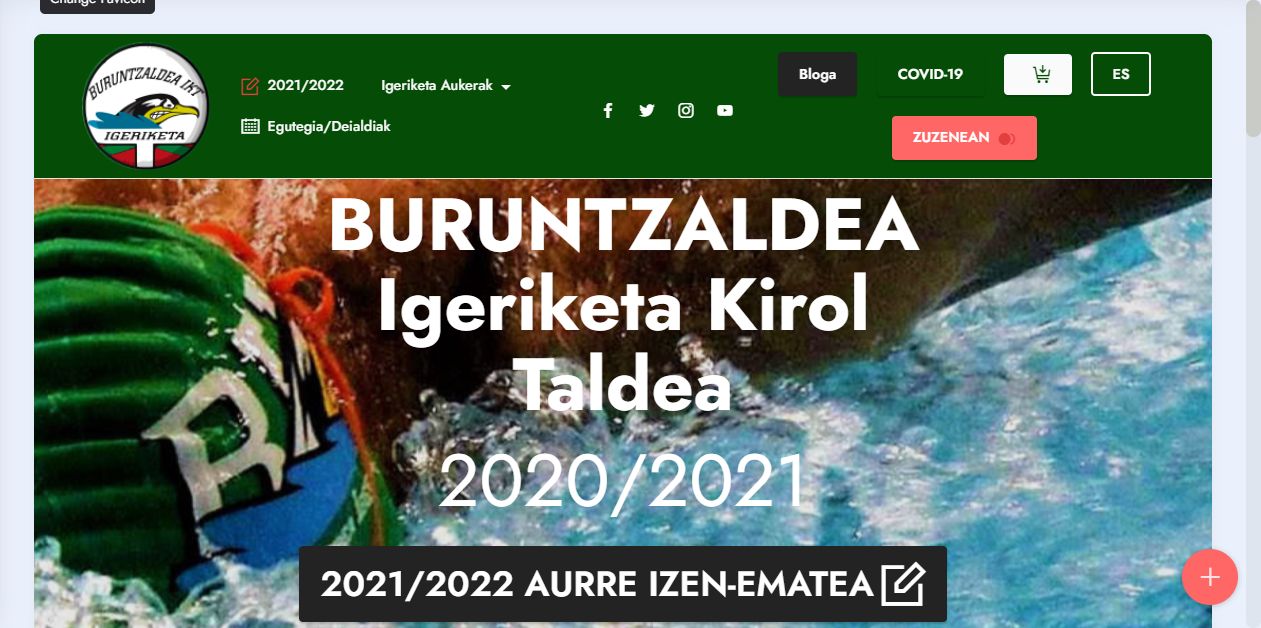 Change Favicon
BURUNTZALDEA IKT
IGERIKETA
2021/2022
Igeriketa Aukerak
Egutegia/Deialdiak
Bloga
COVID-19
ES
ZUZENEAN
BURUNTZALDEA
Igeriketa Kirol
Taldea
2020/2021
2021/2022 AURRE IZEN-EMATEA